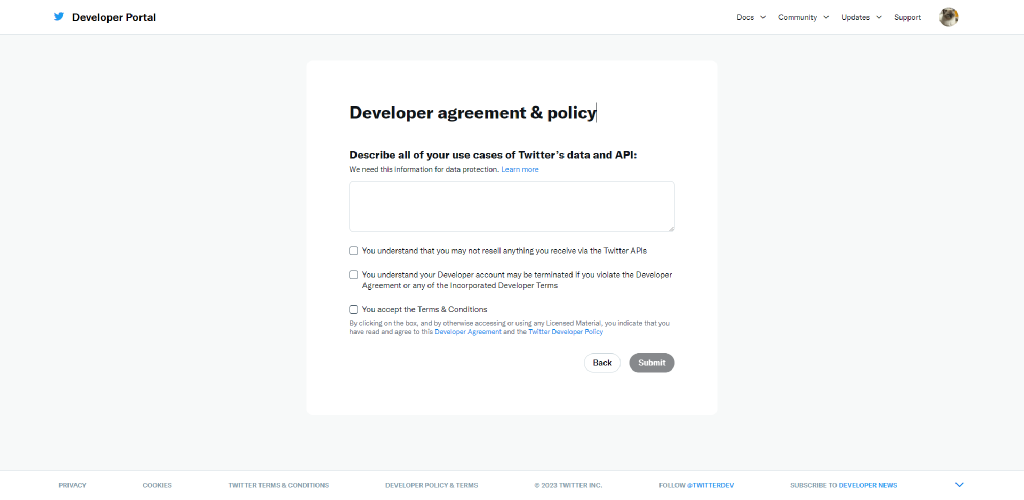 Developer Portal
Docs
Community
Updates
Support
Developer agreement & policy
Describe all of your use cases of Twitter's data and API:
We need this information for data protection. Learn more
You understand that you may not resell anything you receive via the Twitter APIs
You understand your Developer account may be terminated if you violate the Developer
Agreement or any of the Incorporated Developer Terms
You accept the Terms & Conditions
By clicking on the box, and by otherwise accessing or using any Licensed Material, you indicate that you
have read and agree to this Developer Agreement and the Twitter Developer Policy
Back
Submit
PRIVACY
COOKIES
TWITTER TERMS & CONDITIONS
DEVELOPER POLICY & TERMS
© 2023 TWITTER INC.
FOLLOW @TWITTERDEV
SUBSCRIBE TO DEVELOPER NEWS